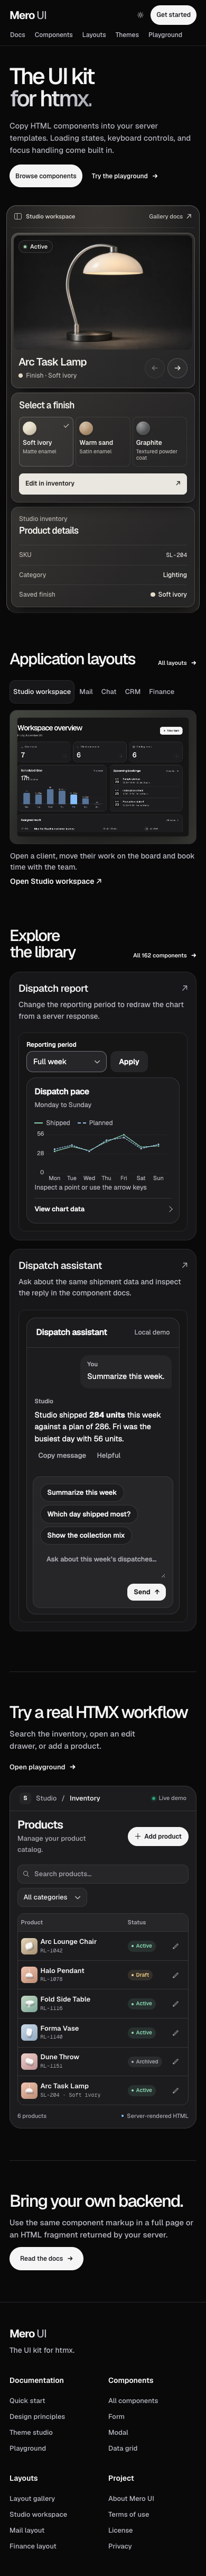 Mero UI
Get started
Docs Components Layouts Themes Playground
The UI kit
for htmx.
Copy HTML components into your server
templates. Loading states, keyboard controls, and
focus handling come built in.
Browse components Try the playground →
Studio workspace Gallery docs ↗
Active
Arc Task Lamp
Finish · Soft ivory
Select a finish
Soft ivory Warm sand Graphite
Matte enamel Satin enamel Textured powder
coat
Edit in inventory ↗
Studio inventory
Product details
SKU SL-204
Category Lighting
Saved finish Soft ivory
Application layouts All layouts →
Studio workspace Mail Chat CRM Finance
Workspace overview
7 6 6
17h
Open a client, move their work on the board and book
time with the team.
Open Studio workspace ↗
Explore
the library All 162 components →
Dispatch report ↗
Change the reporting period to redraw the chart
from a server response.
Reporting period
Full week Apply
Dispatch pace
Monday to Sunday
Shipped Planned
56
28
0
Mon Tue Wed Thu Fri Sat Sun
Inspect a point or use the arrow keys
View chart data
Dispatch assistant ↗
Ask about the same shipment data and inspect
the reply in the component docs.
Dispatch assistant Local demo
You
Summarize this week.
Studio
Studio shipped 284 units this week
against a plan of 286. Fri was the
busiest day with 56 units.
Copy message Helpful
Summarize this week
Which day shipped most?
Show the collection mix
Ask about this week's dispatches...
Send ↑
Try a real HTMX workflow
Search the inventory, open an edit
drawer, or add a product.
Open playground →
S Studio / Inventory Live demo
Products
Manage your product
catalog.
+ Add product
Search products...
All categories
Product Status
Arc Lounge Chair
RL-1042
Active
Halo Pendant
RL-1078
Draft
Fold Side Table
RL-1116
Active
Forma Vase
RL-1140
Active
Dune Throw
RL-1151
Archived
Arc Task Lamp
SL-204 · Soft ivory
Active
6 products Server-rendered HTML
Bring your own backend.
Use the same component markup in a full page or
an HTML fragment returned by your server.
Read the docs →
Mero UI
The UI kit for htmx.
Documentation Components
Quick start All components
Design principles Form
Theme studio Modal
Playground Data grid
Layouts Project
Layout gallery About Mero UI
Studio workspace Terms of use
Mail layout License
Finance layout Privacy